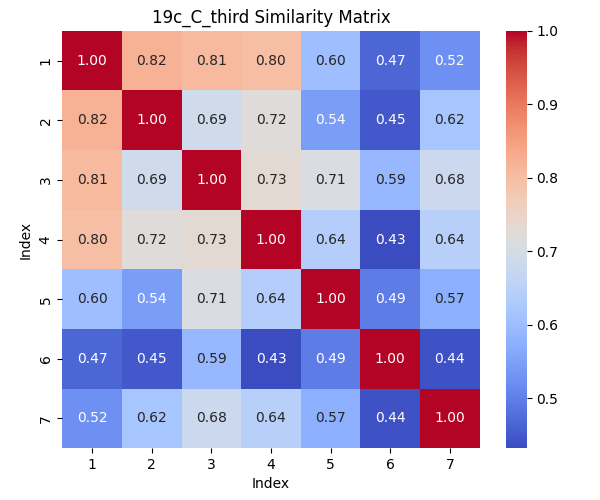 19c_C_third Similarity Matrix
1 1.00 0.82 0.81 0.80 0.60 0.47 0.52
2 0.82 1.00 0.69 0.72 0.54 0.45 0.62
3 0.81 0.69 1.00 0.73 0.71 0.59 0.68
4 0.80 0.72 0.73 1.00 0.64 0.43 0.64
5 0.60 0.54 0.71 0.64 1.00 0.49 0.57
6 0.47 0.45 0.59 0.43 0.49 1.00 0.44
7 0.52 0.62 0.68 0.64 0.57 0.44 1.00
1 2 3 4 5 6 7
Index
Index
1.0
0.9
0.8
0.7
0.6
0.5